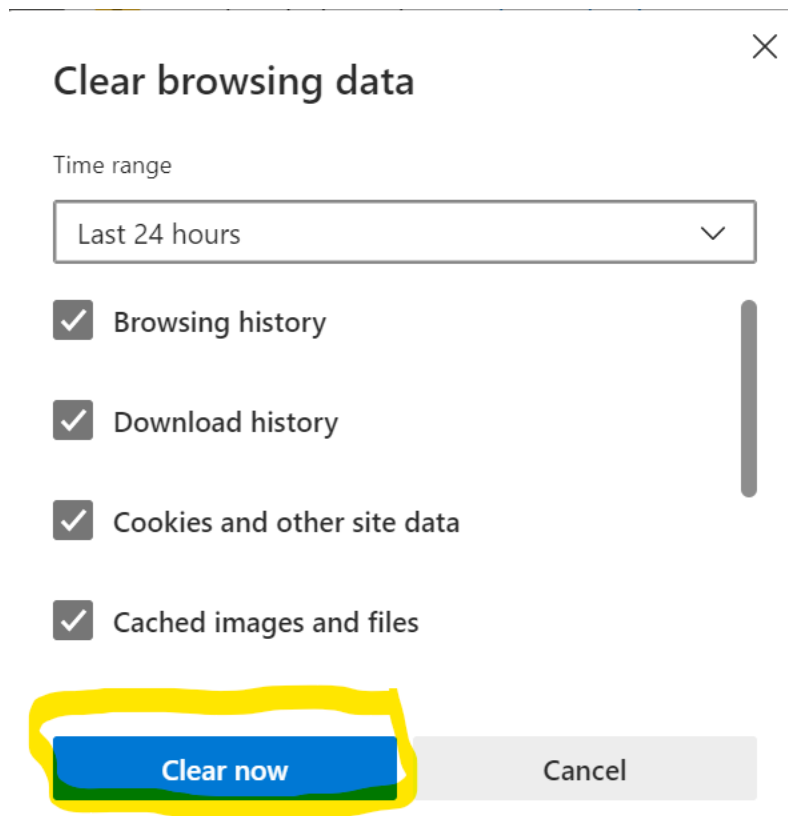 Clear browsing data
Time range
Last 24 hours
Browsing history
Download history
Cookies and other site data
Cached images and files
Clear now
Cancel